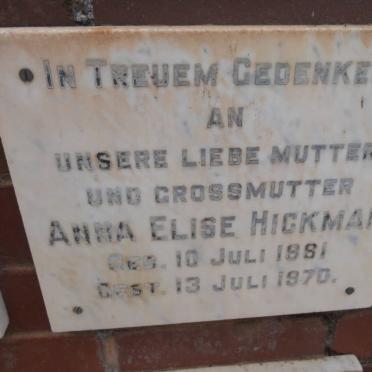 IN TREUEM GEDENKE
AN
UNSERE LIEBE MUTTER
UND GROSSMUTTER
ANNA ELISE HICKMAN
GEB. 10 JULI 1881
GEST. 13 JULI 1970.